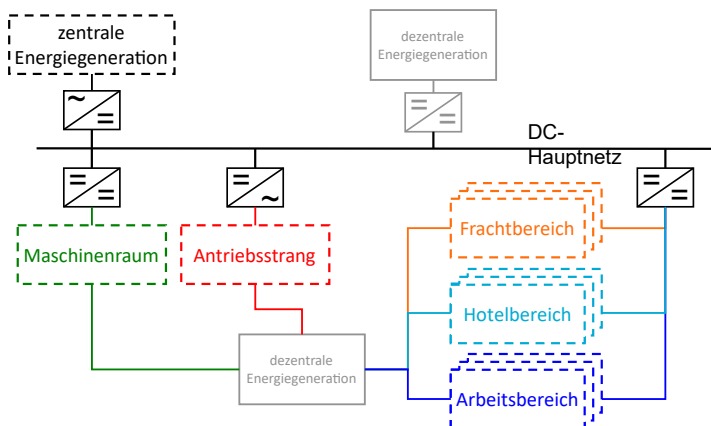 zentrale
Energiegeneration
dezentrale
Energiegeneration
~
=
=
=
DC-
Hauptnetz
=
=
=
~
=
=
Maschinenraum
Antriebsstrang
Frachtbereich
Hotelbereich
dezentrale
Energiegeneration
Arbeitsbereich